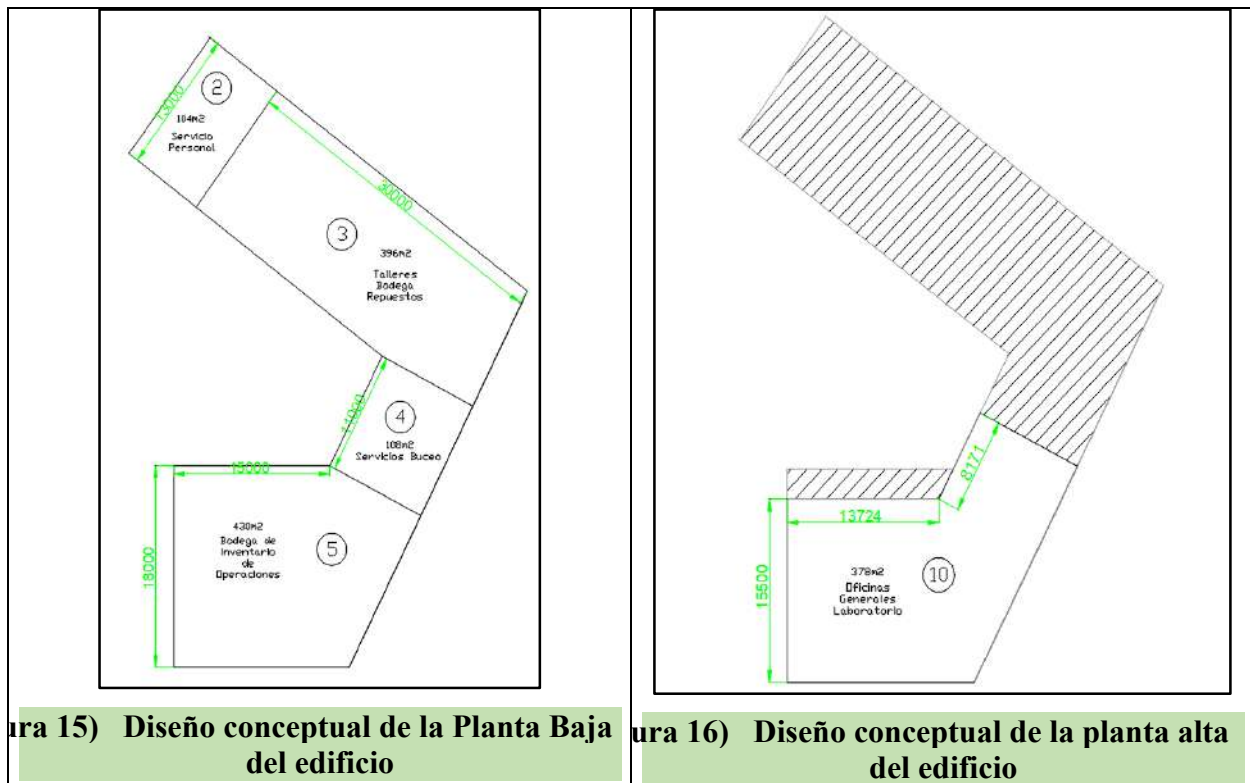 2
13000
104m2
Servicio
Personal
30000
3
396m2
Talleres
Bodega
Repuestos
11000
4
108m2
Servicios Buceo
15000
18000
430m2
Bodega de
Inventario
de
Operaciones
5
ura 15) Diseño conceptual de la Planta Baja
del edificio
8171
13724
15500
378m2
Oficinas
Generales
Laboratorio
10
ura 16) Diseño conceptual de la planta alta
del edificio